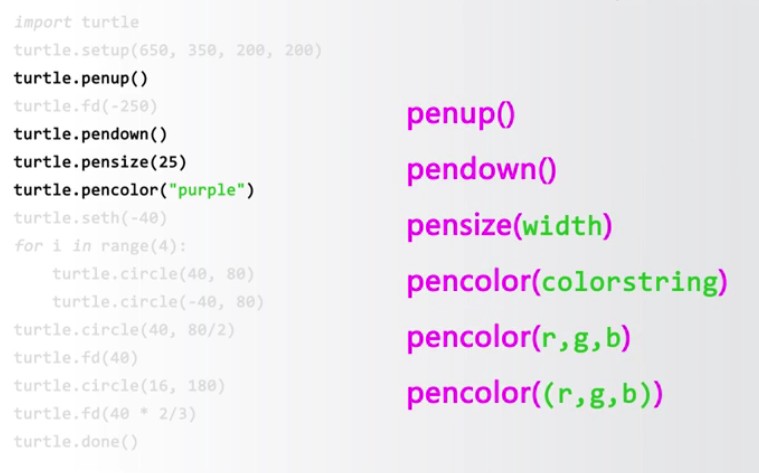 import turtle
turtle.setup(650, 350, 200, 200)
turtle.penup()
turtle.fd(-250)
turtle.pendown()
turtle.pensize(25)
turtle.pencolor("purple")
turtle.seth(-40)
for i in range(4):
    turtle.circle(40, 80)
    turtle.circle(-40, 80)
turtle.circle(40, 80/2)
turtle.fd(40)
turtle.circle(16, 180)
turtle.fd(40 * 2/3)
turtle.done()
penup()
pendown()
pensize(width)
pencolor(colorstring)
pencolor(r,g,b)
pencolor((r,g,b))